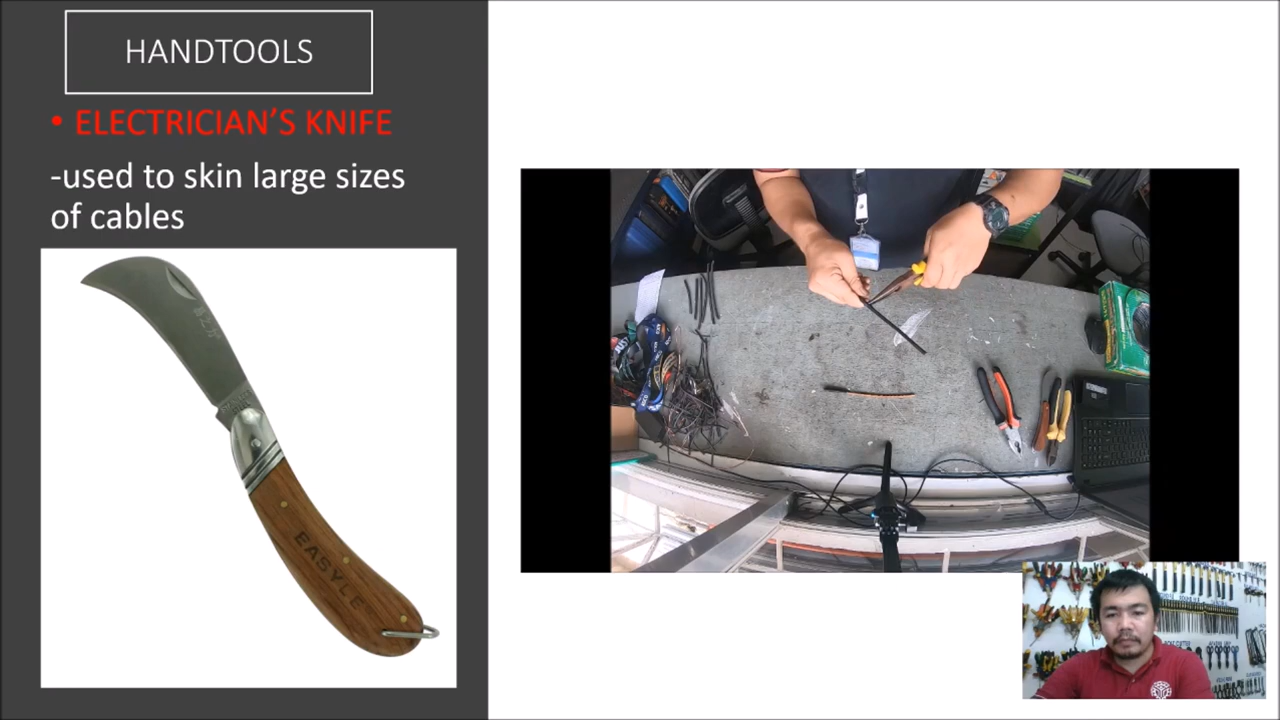 HANDTOOLS
• ELECTRICIAN'S KNIFE
-used to skin large sizes
of cables
EASYLE